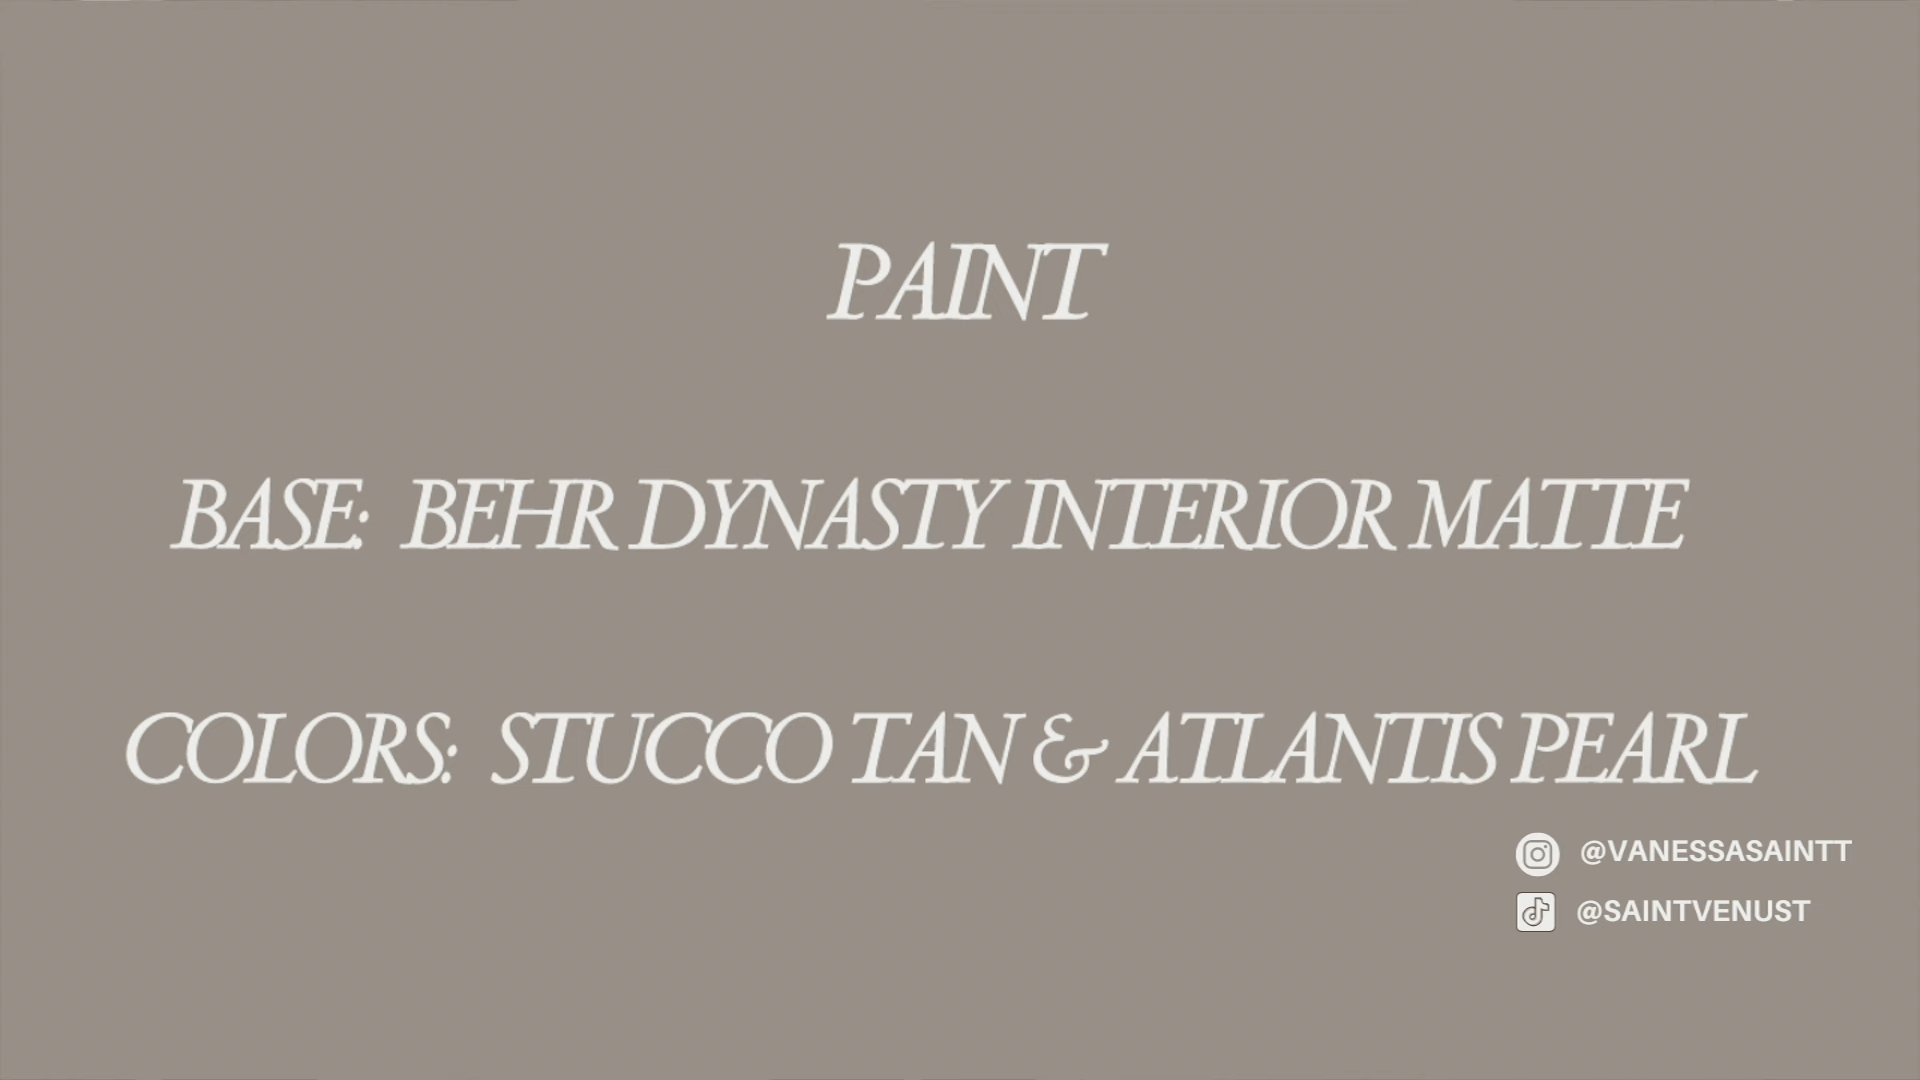 PAINT
BASE: BEHR DYNASTY INTERIOR MATTE
COLORS: STUCCO TAN & ATLANTIS PEARL
@VANESSASAINTT
@SAINTVENUST